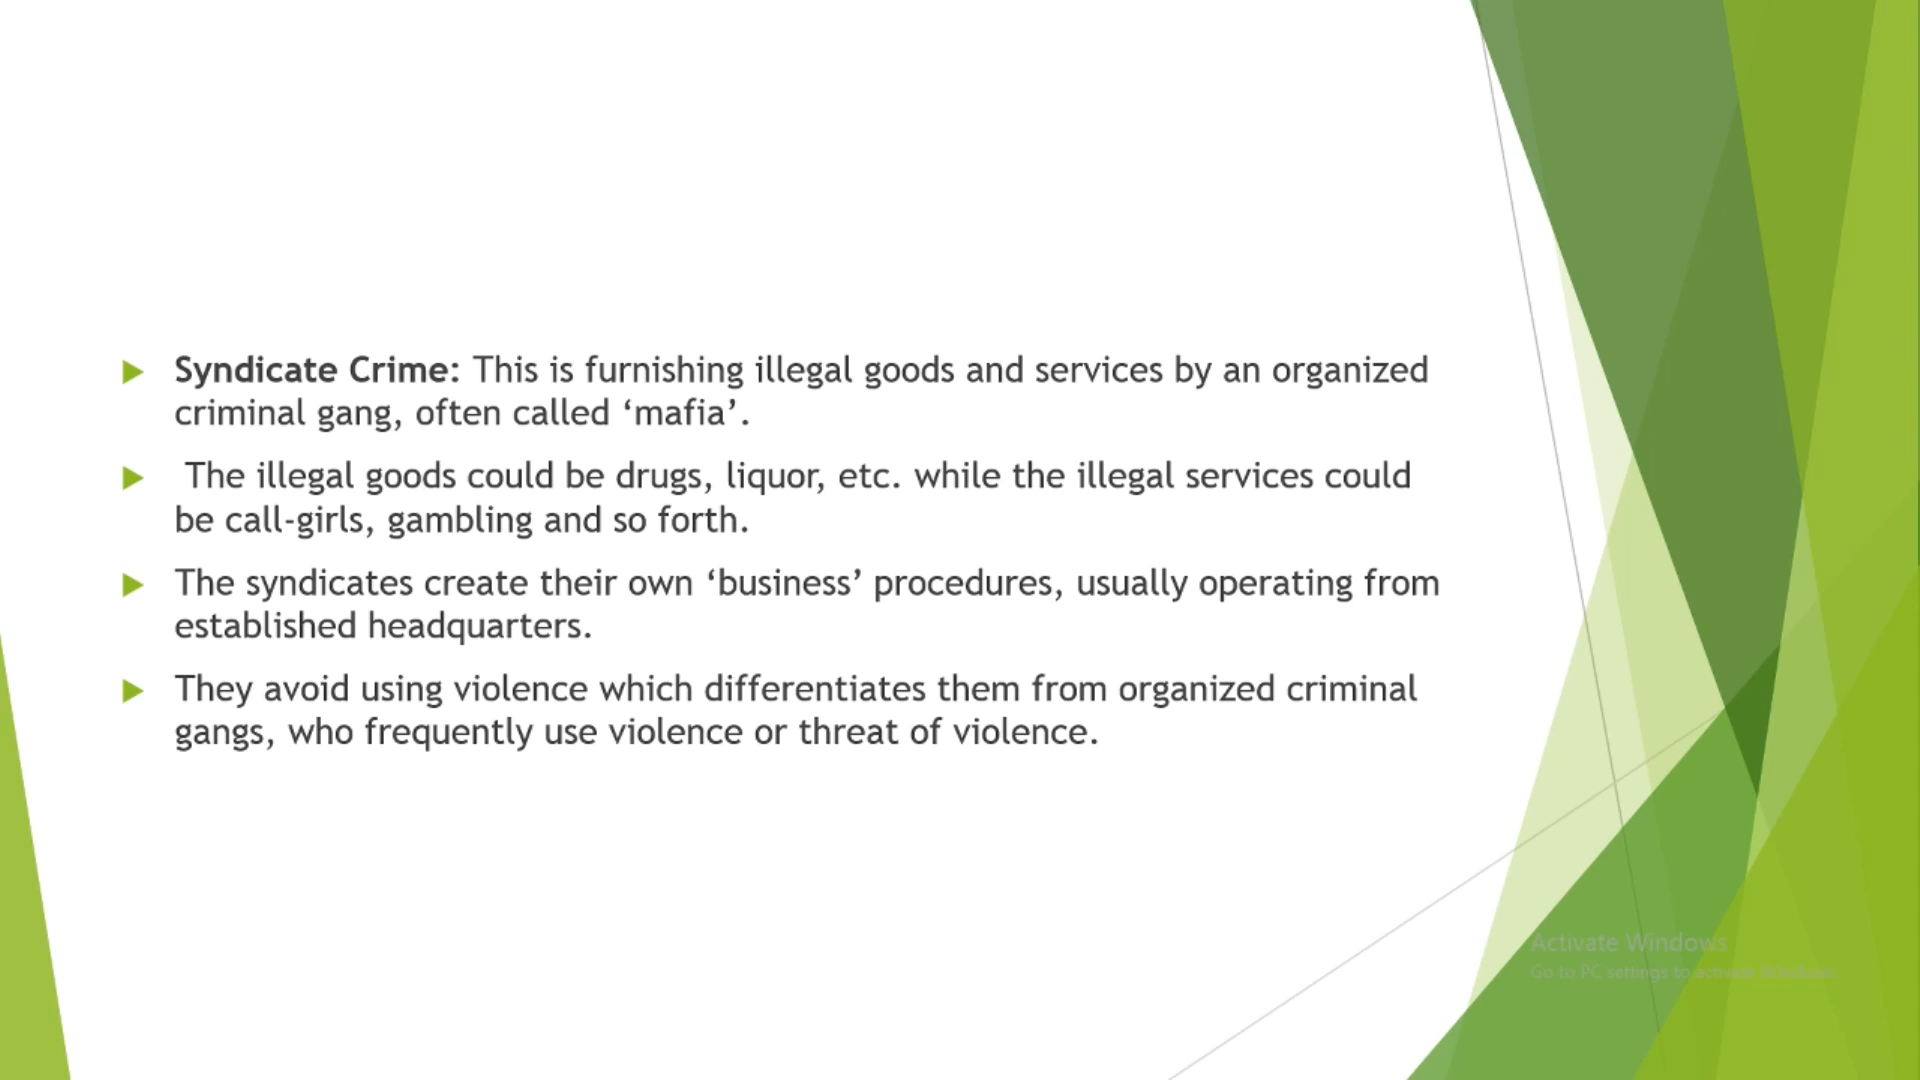 Syndicate Crime: This is furnishing illegal goods and services by an organized
criminal gang, often called ‘mafia’.
The illegal goods could be drugs, liquor, etc. while the illegal services could
be call-girls, gambling and so forth.
The syndicates create their own ‘business’ procedures, usually operating from
established headquarters.
They avoid using violence which differentiates them from organized criminal
gangs, who frequently use violence or threat of violence.
Activate Windows
Go to PC settings to activate Windows.